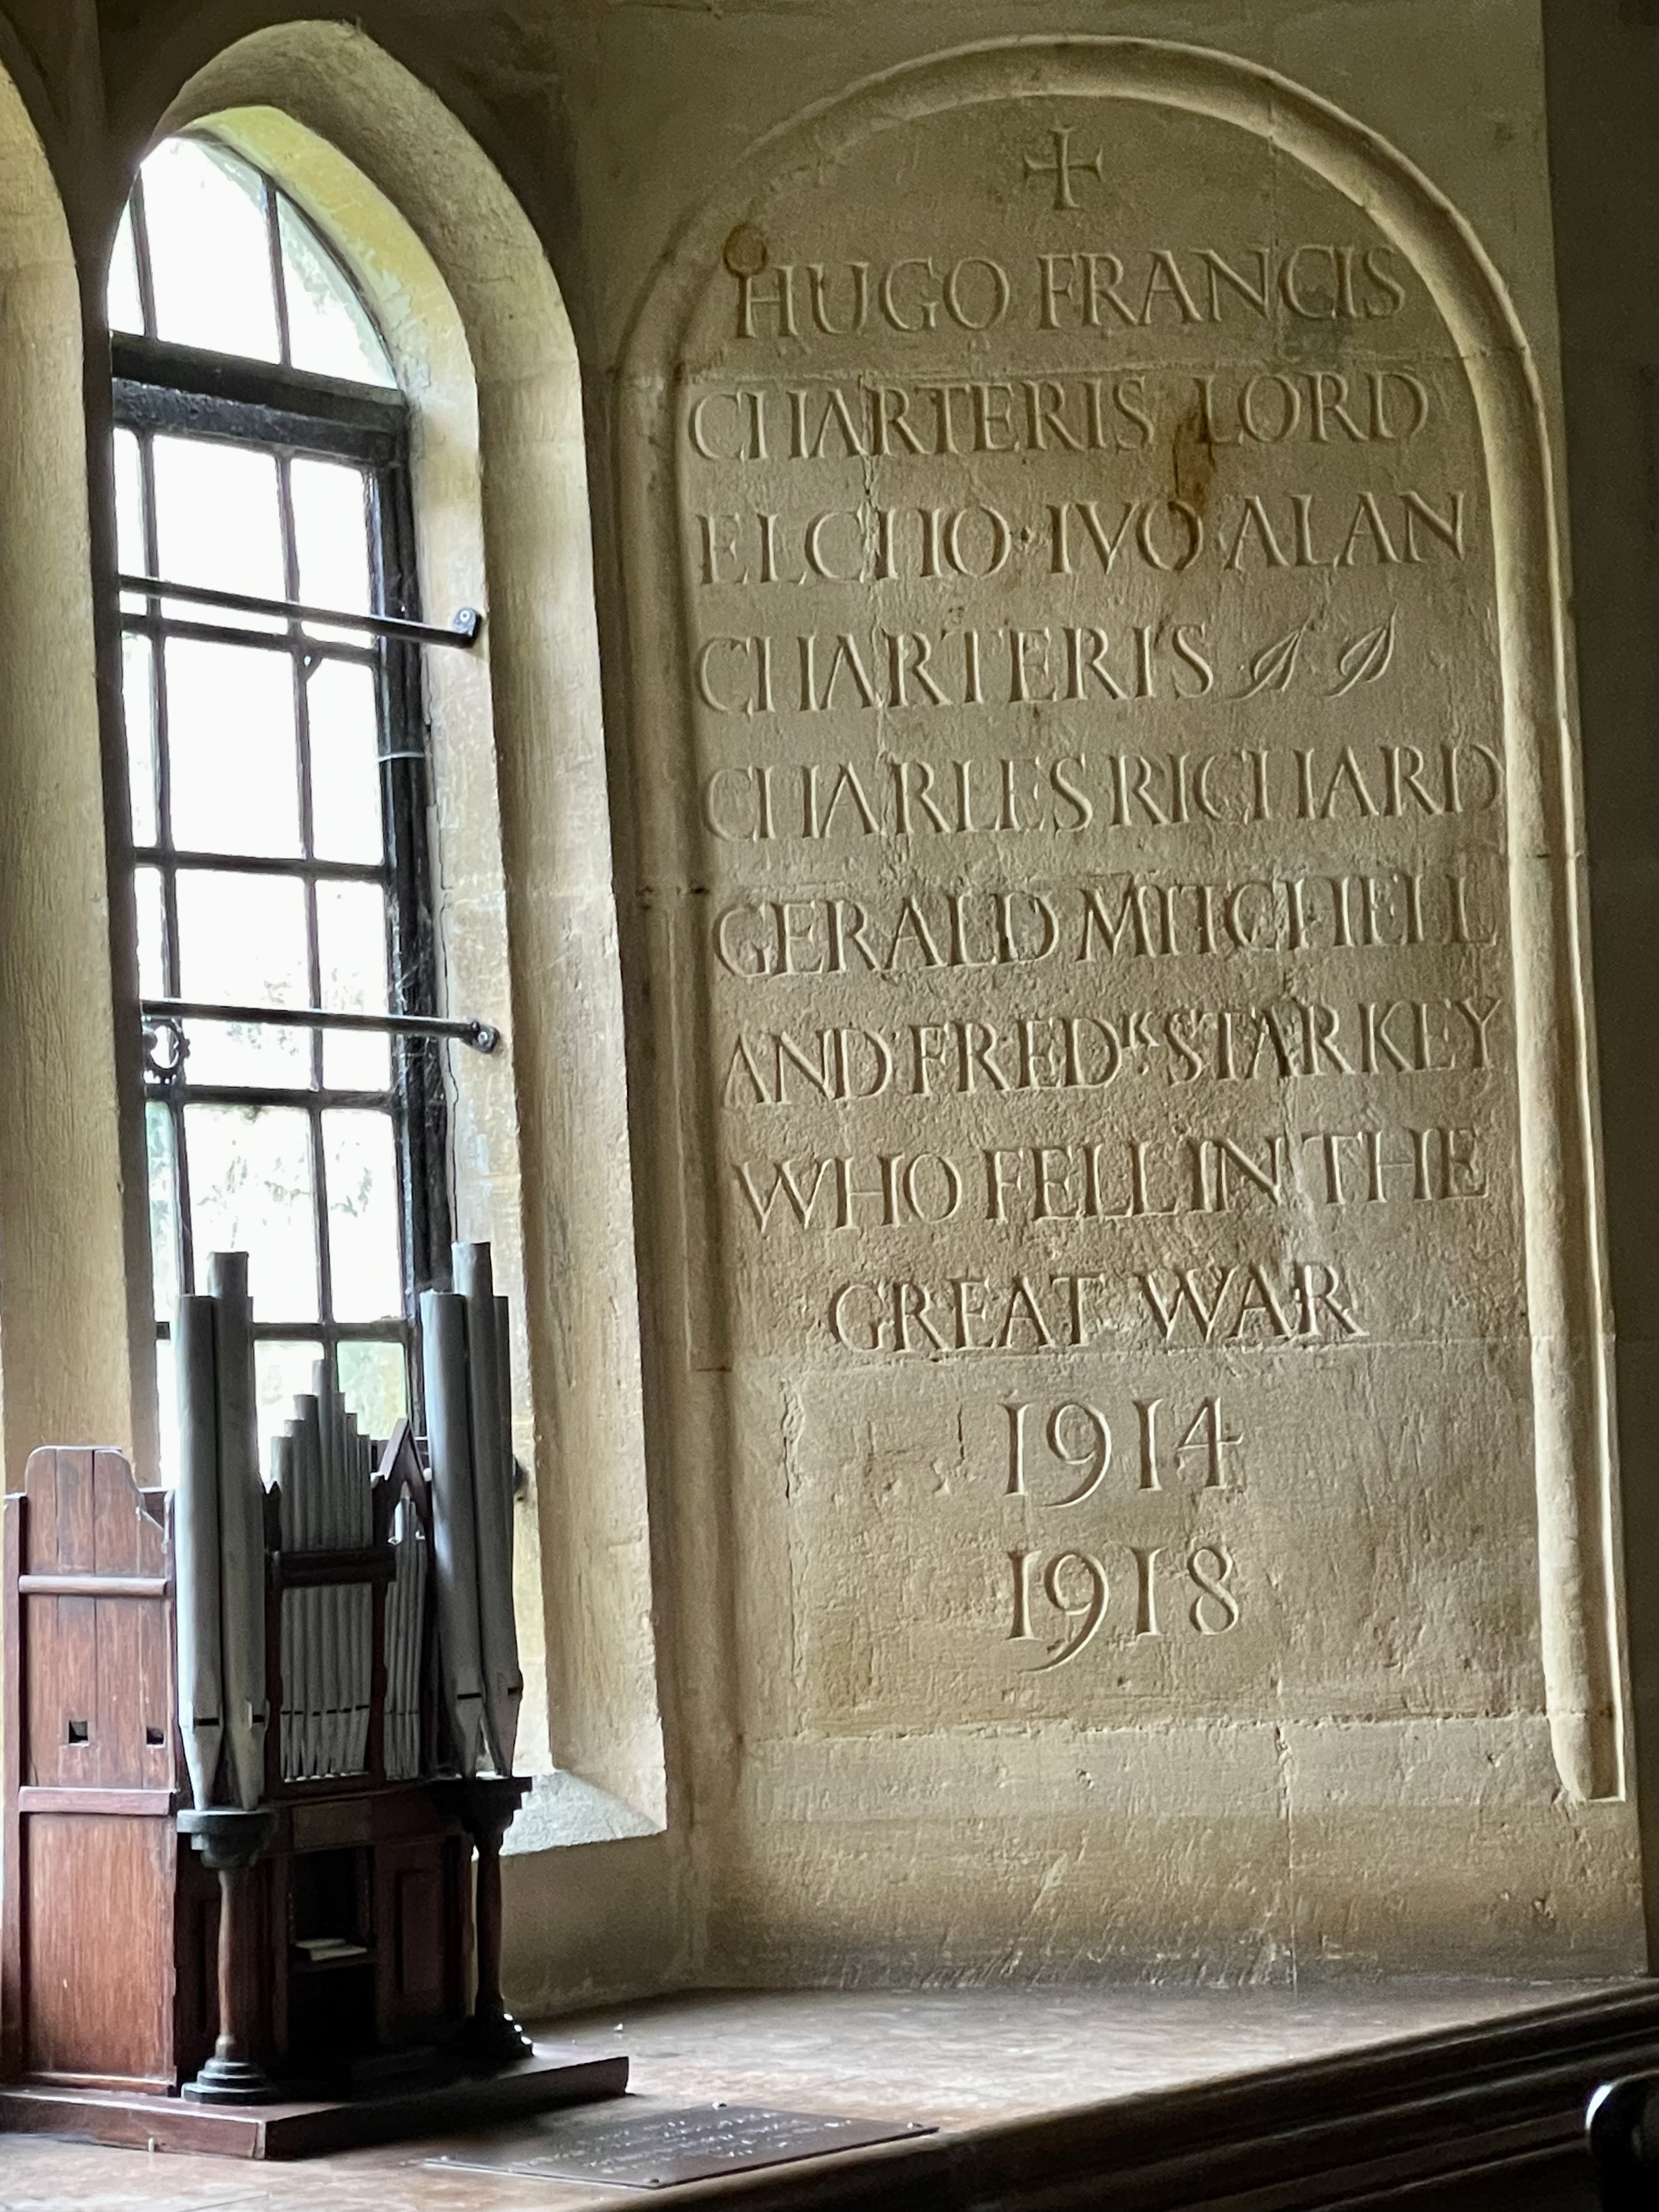 HUGO FRANCIS
CHARTERIS LORD
ELCHO·IVO ALAN
CHARTERIS
CHARLES RICHARD
GERALD MITCHELL
AND FREDᴷ STARKEY
WHO FELL IN THE
GREAT WAR
1914
1918